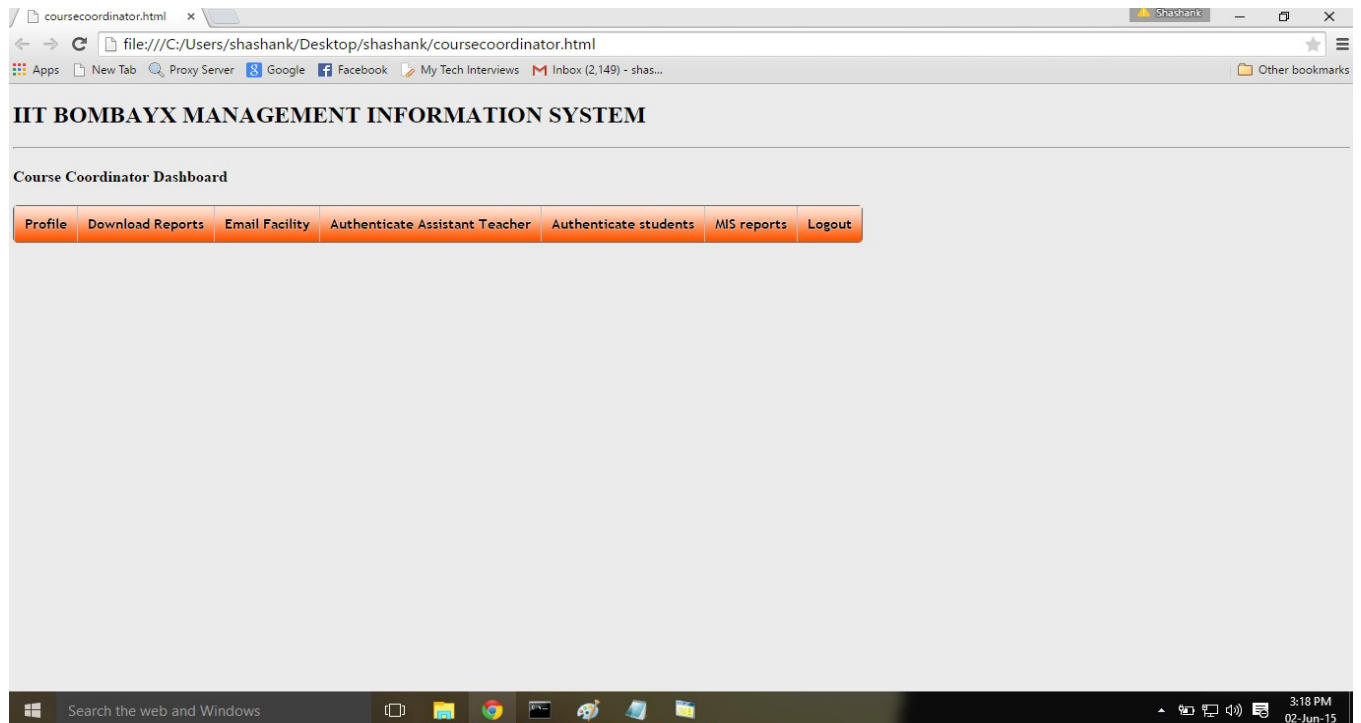 coursecoordinator.html
Shashank
file:///C:/Users/shashank/Desktop/shashank/coursecoordinator.html
Apps New Tab Proxy Server Google Facebook My Tech Interviews Inbox (2,149) - shas... Other bookmarks
IIT BOMBAYX MANAGEMENT INFORMATION SYSTEM
Course Coordinator Dashboard
Profile Download Reports Email Facility Authenticate Assistant Teacher Authenticate students MIS reports Logout
Search the web and Windows
3:18 PM
02-Jun-15